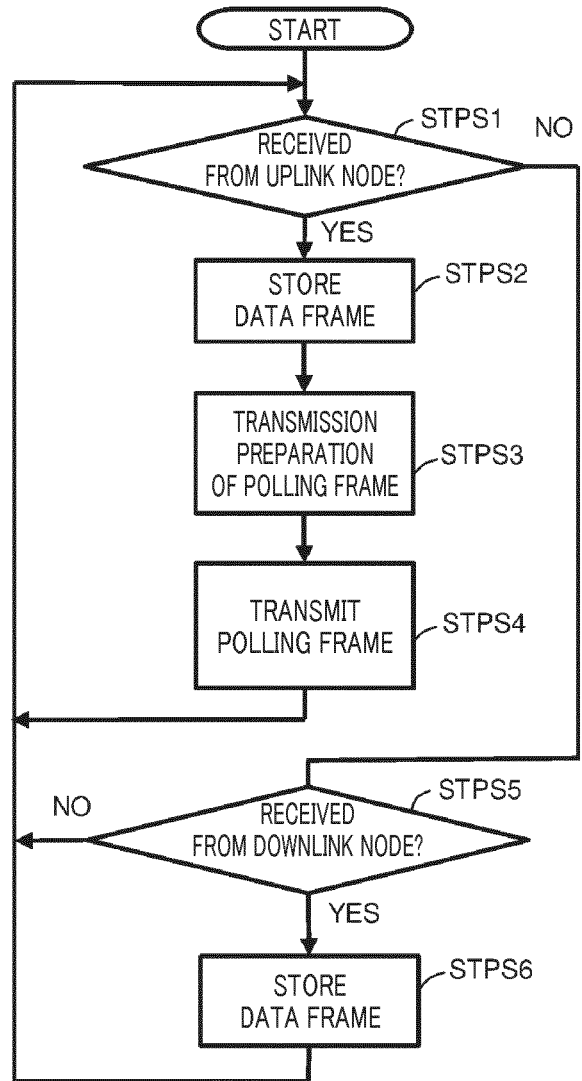 START
STPS1
NO
RECEIVED
FROM UPLINK NODE?
YES
STPS2
STORE
DATA FRAME
TRANSMISSION
PREPARATION
OF POLLING FRAME
STPS3
TRANSMIT
POLLING FRAME
STPS4
STPS5
NO
RECEIVED
FROM DOWNLINK NODE?
YES
STPS6
STORE
DATA FRAME